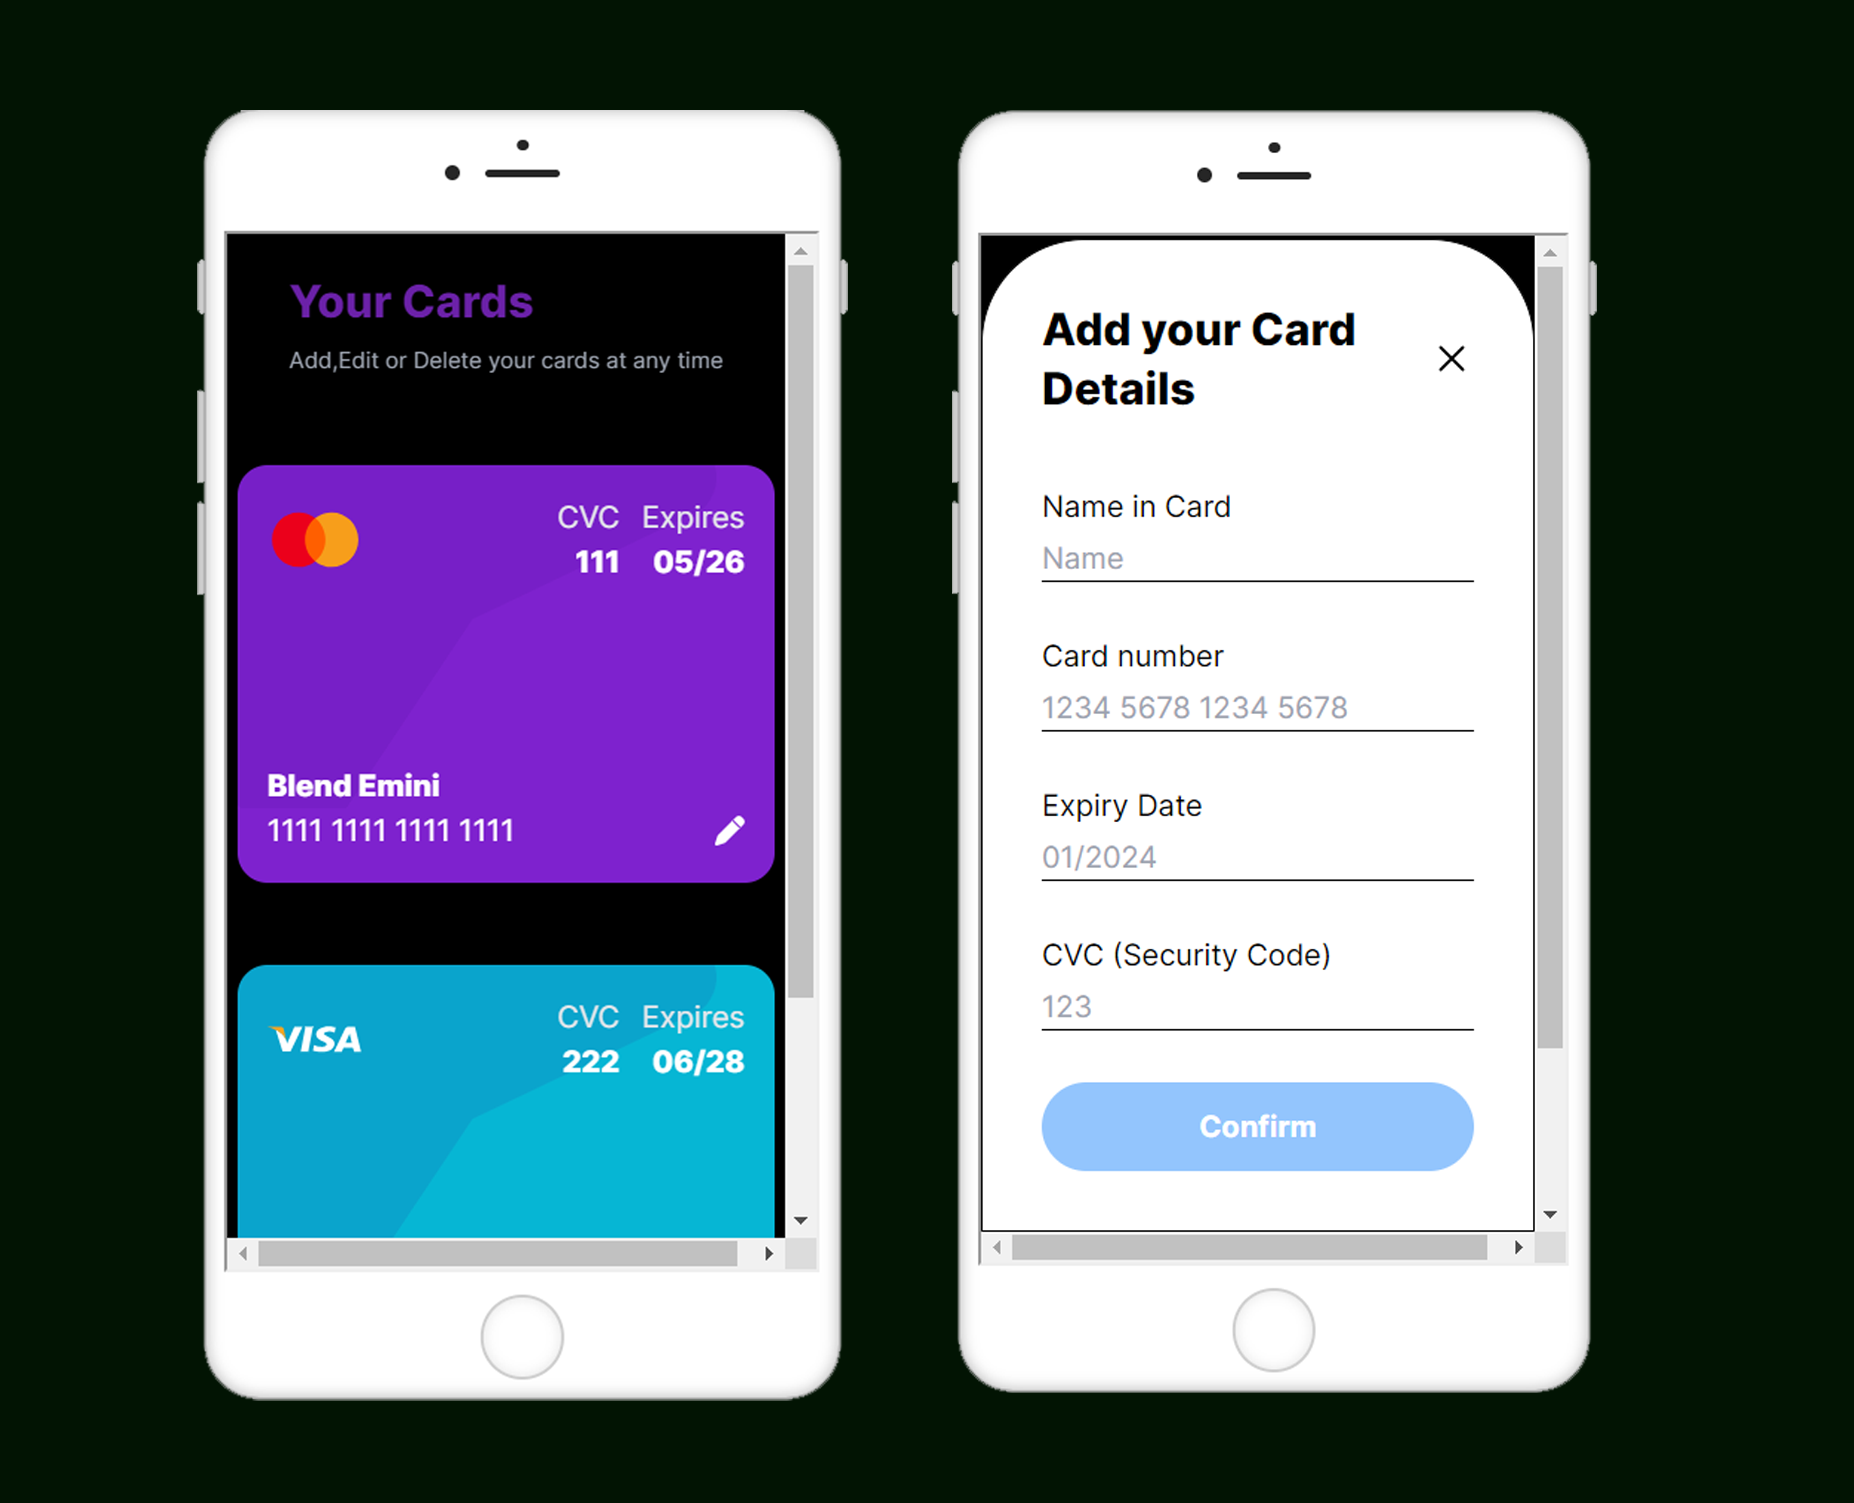 Your Cards
Add,Edit or Delete your cards at any time
CVC Expires
111 05/26
Blend Emini
1111 1111 1111 1111
VISA
CVC Expires
222 06/28
Add your Card
Details
Name in Card
Name
Card number
1234 5678 1234 5678
Expiry Date
01/2024
CVC (Security Code)
123
Confirm